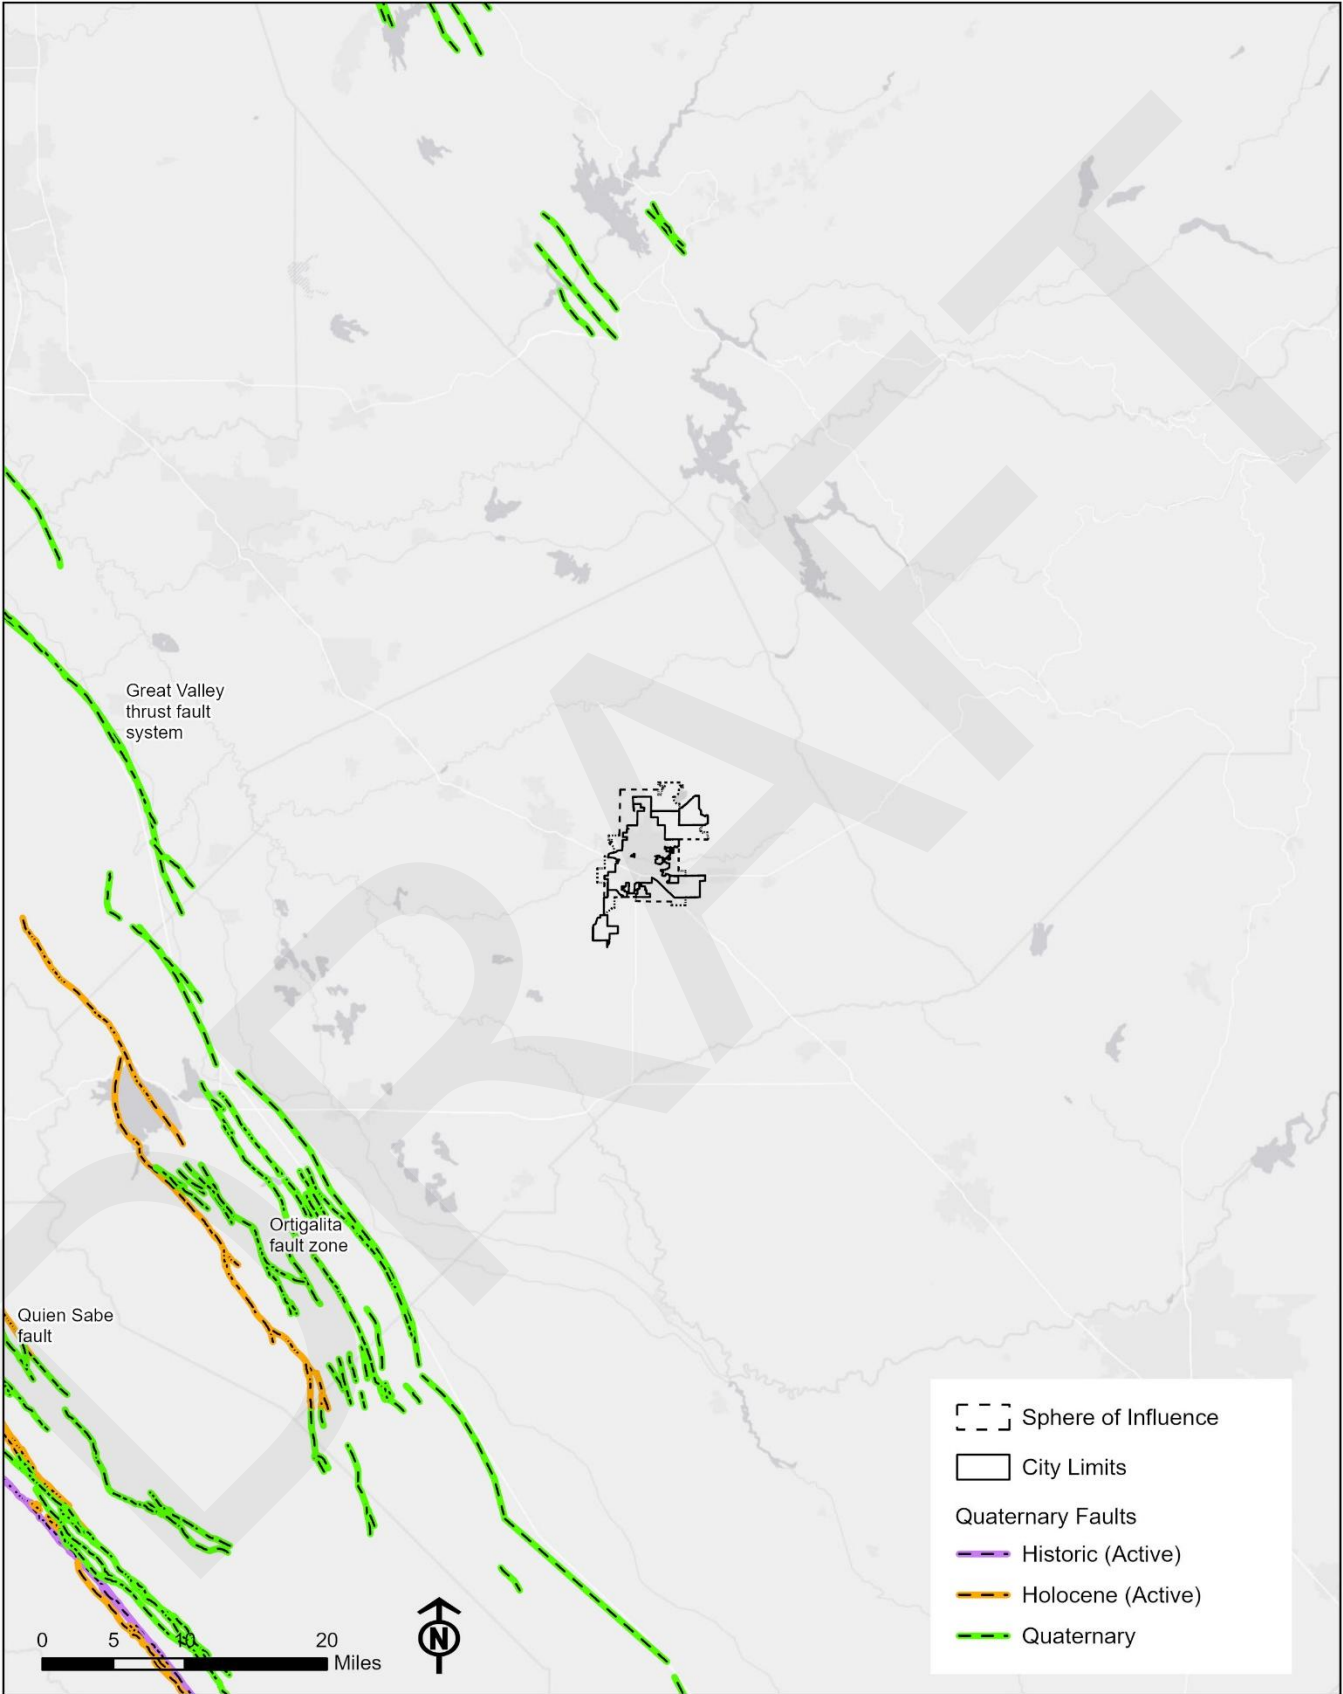 DRAFT
Great Valley
thrust fault
system
Ortigalita
fault zone
Quien Sabe
fault
Sphere of Influence
City Limits
Quaternary Faults
Historic (Active)
Holocene (Active)
Quaternary
0 5 10 20
Miles
N